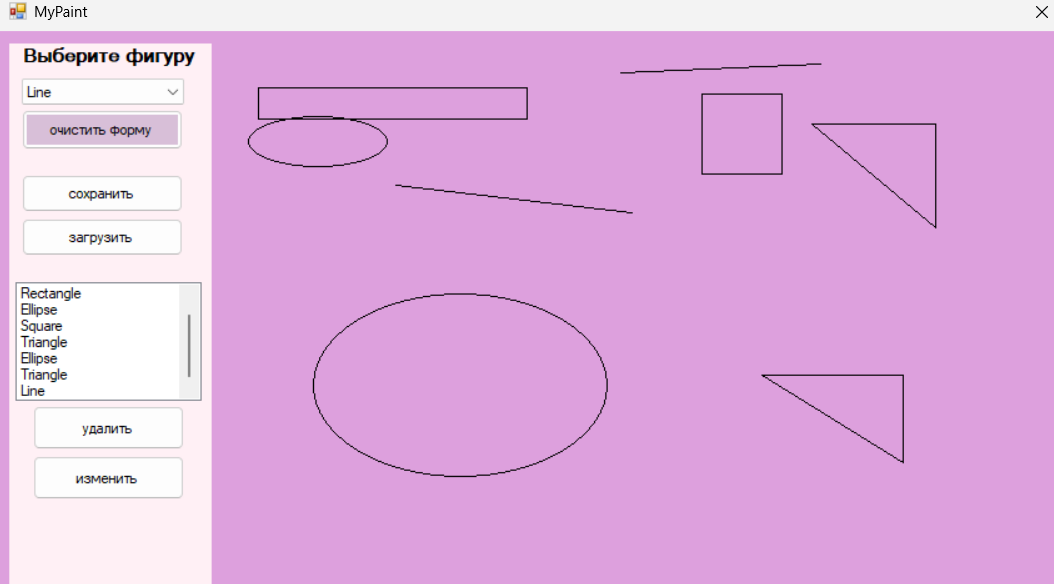 MyPaint
Выберите фигуру
Line
очистить форму
сохранить
загрузить
Rectangle
Ellipse
Square
Triangle
Ellipse
Triangle
Line
удалить
изменить